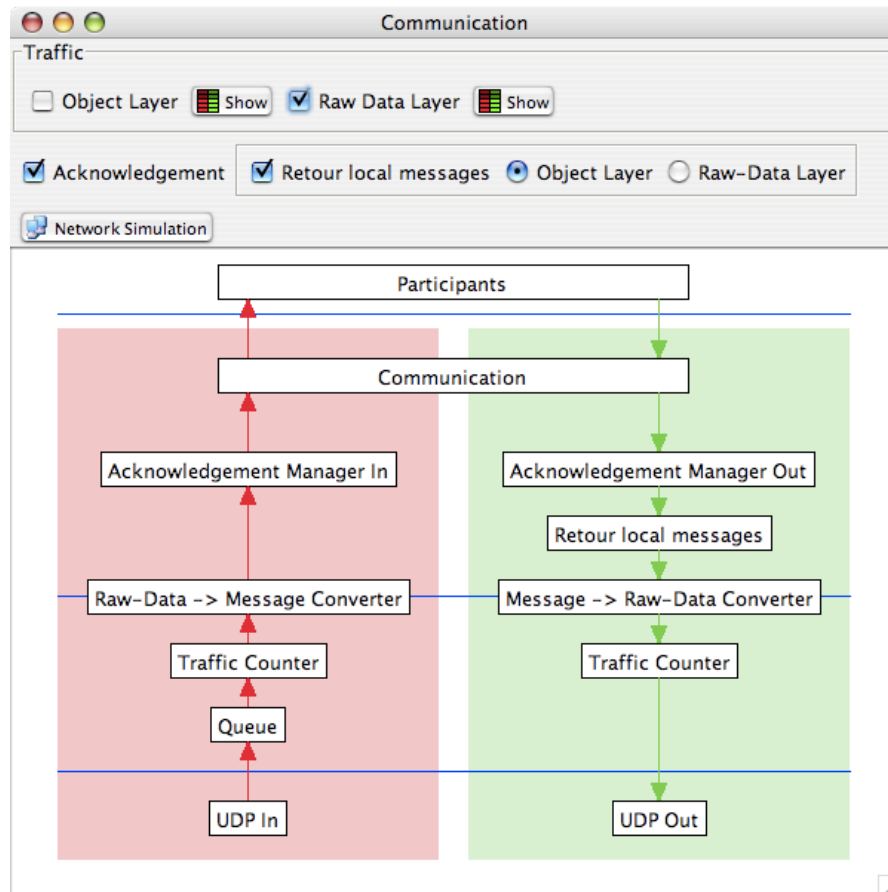 Communication
Traffic
Object Layer Show Raw Data Layer Show
Acknowledgement Retour local messages Object Layer Raw-Data Layer
Network Simulation
Participants
Communication
Acknowledgement Manager In Acknowledgement Manager Out
Retour local messages
Raw-Data -> Message Converter Message -> Raw-Data Converter
Traffic Counter Traffic Counter
Queue
UDP In UDP Out